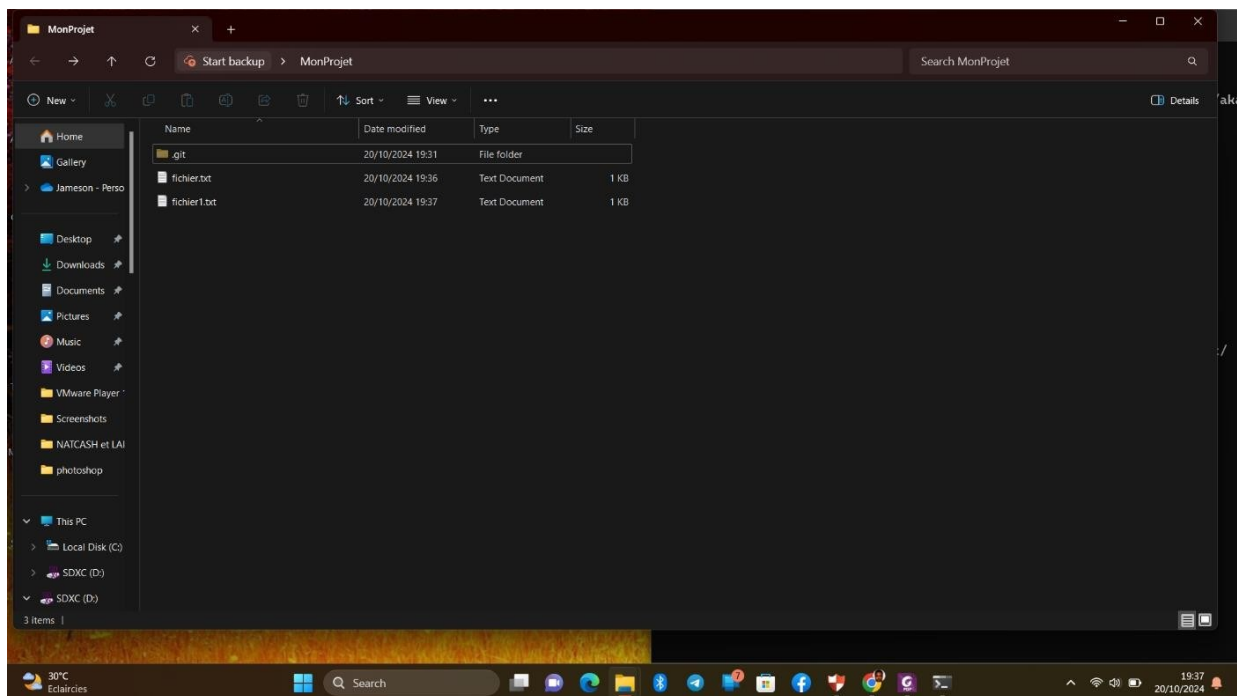 MonProjet
Start backup > MonProjet
Search MonProjet
New
Sort
View
Details
Name
Date modified
Type
Size
.git
20/10/2024 19:31
File folder
fichier.txt
20/10/2024 19:36
Text Document
1 KB
fichier1.txt
20/10/2024 19:37
Text Document
1 KB
Home
Gallery
Jameson - Perso
Desktop
Downloads
Documents
Pictures
Music
Videos
VMware Player
Screenshots
NATCASH et LAI
photoshop
This PC
Local Disk (C:)
SDXC (D:)
SDXC (D:)
3 items
30°C
Eclaircies
Search
19:37
20/10/2024